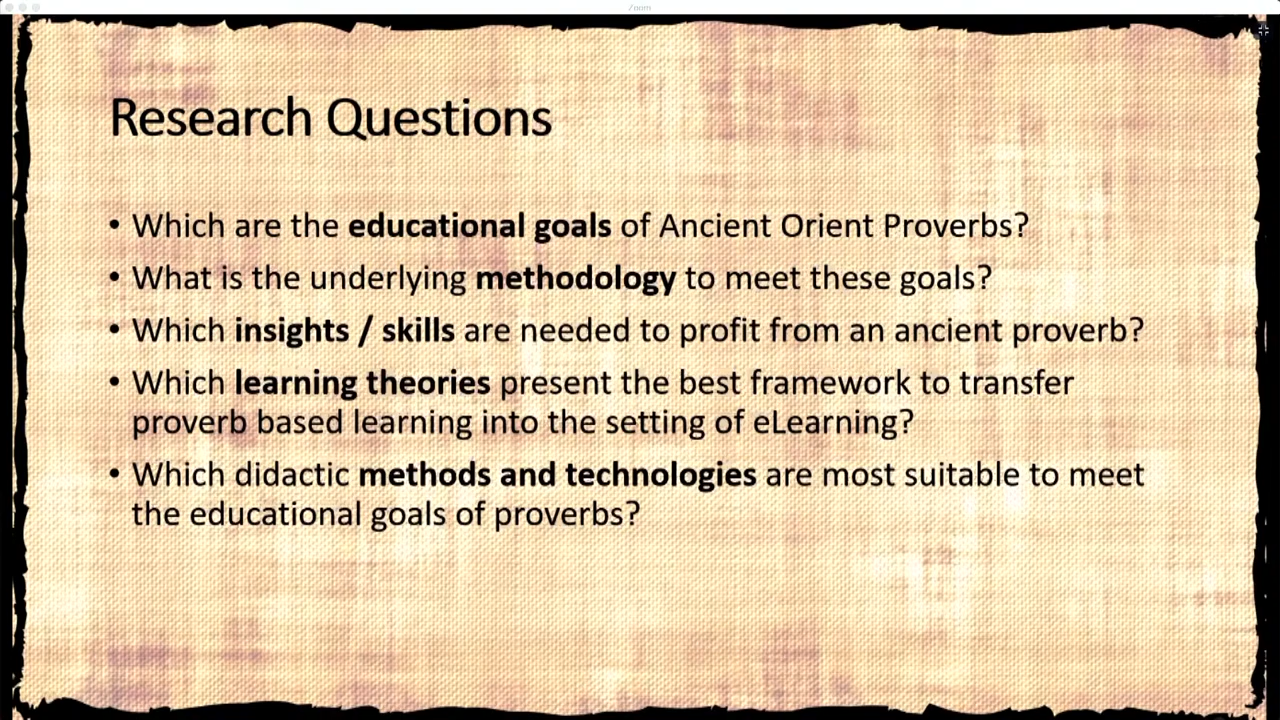 Research Questions
• Which are the educational goals of Ancient Orient Proverbs?
• What is the underlying methodology to meet these goals?
• Which insights / skills are needed to profit from an ancient proverb?
• Which learning theories present the best framework to transfer
proverb based learning into the setting of eLearning?
• Which didactic methods and technologies are most suitable to meet
the educational goals of proverbs?